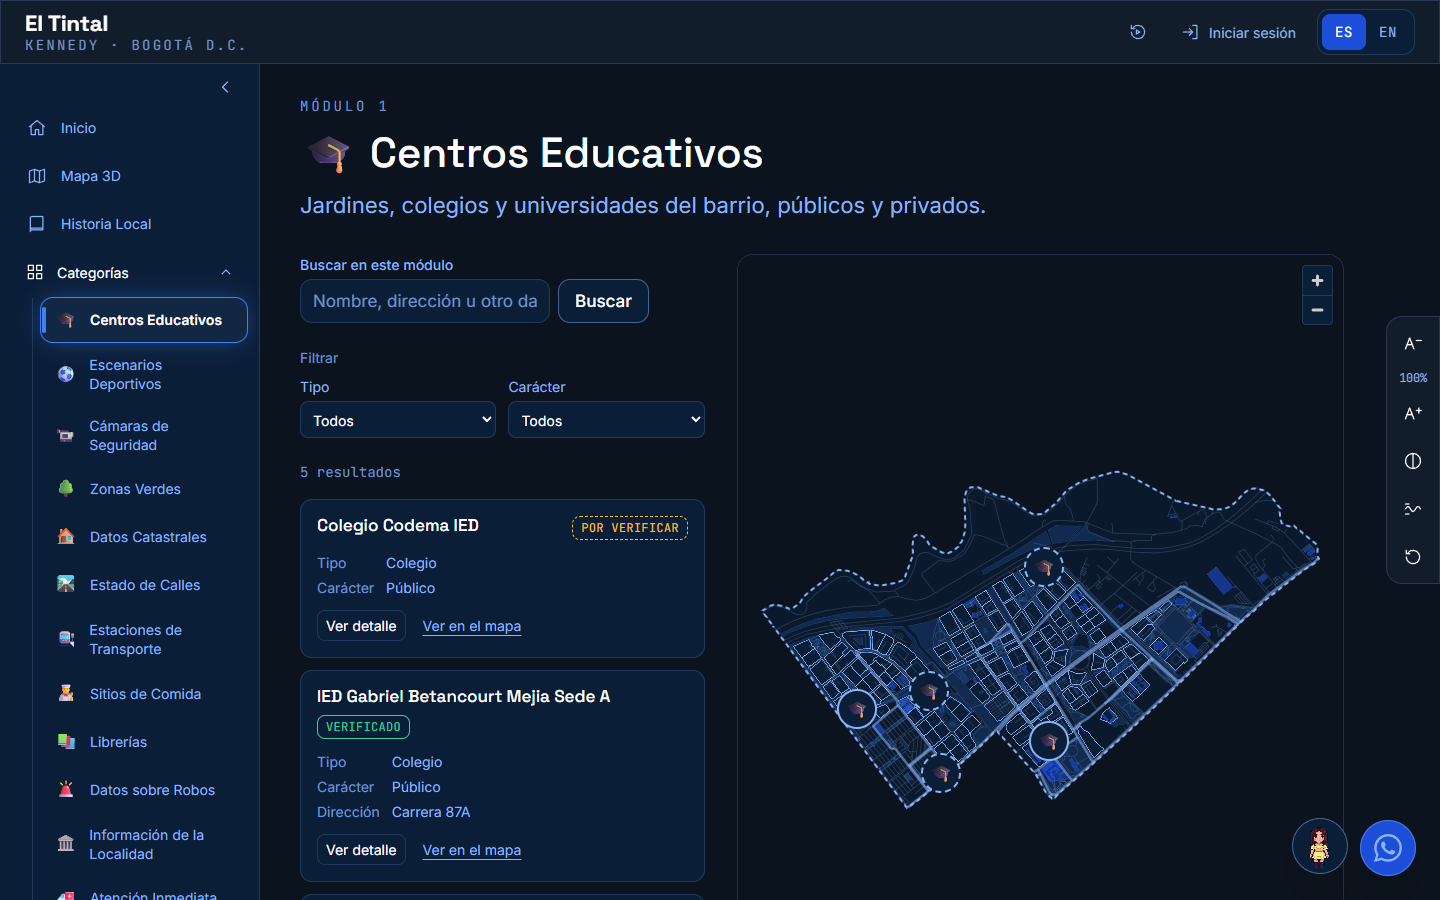 El Tintal
KENNEDY · BOGOTÁ D.C.
Iniciar sesión
ES
EN
Inicio
Mapa 3D
Historia Local
Categorías
Centros Educativos
Escenarios
Deportivos
Cámaras de
Seguridad
Zonas Verdes
Datos Catastrales
Estado de Calles
Estaciones de
Transporte
Sitios de Comida
Librerías
Datos sobre Robos
Información de la
Localidad
Atención Inmediata
MÓDULO 1
Centros Educativos
Jardines, colegios y universidades del barrio, públicos y privados.
Buscar en este módulo
Nombre, dirección u otro da
Buscar
Filtrar
Tipo
Carácter
Todos
Todos
5 resultados
Colegio Codema IED
POR VERIFICAR
Tipo Colegio
Carácter Público
Ver detalle
Ver en el mapa
IED Gabriel Betancourt Mejia Sede A
VERIFICADO
Tipo Colegio
Carácter Público
Dirección Carrera 87A
Ver detalle
Ver en el mapa
+
−
A−
100%
A+